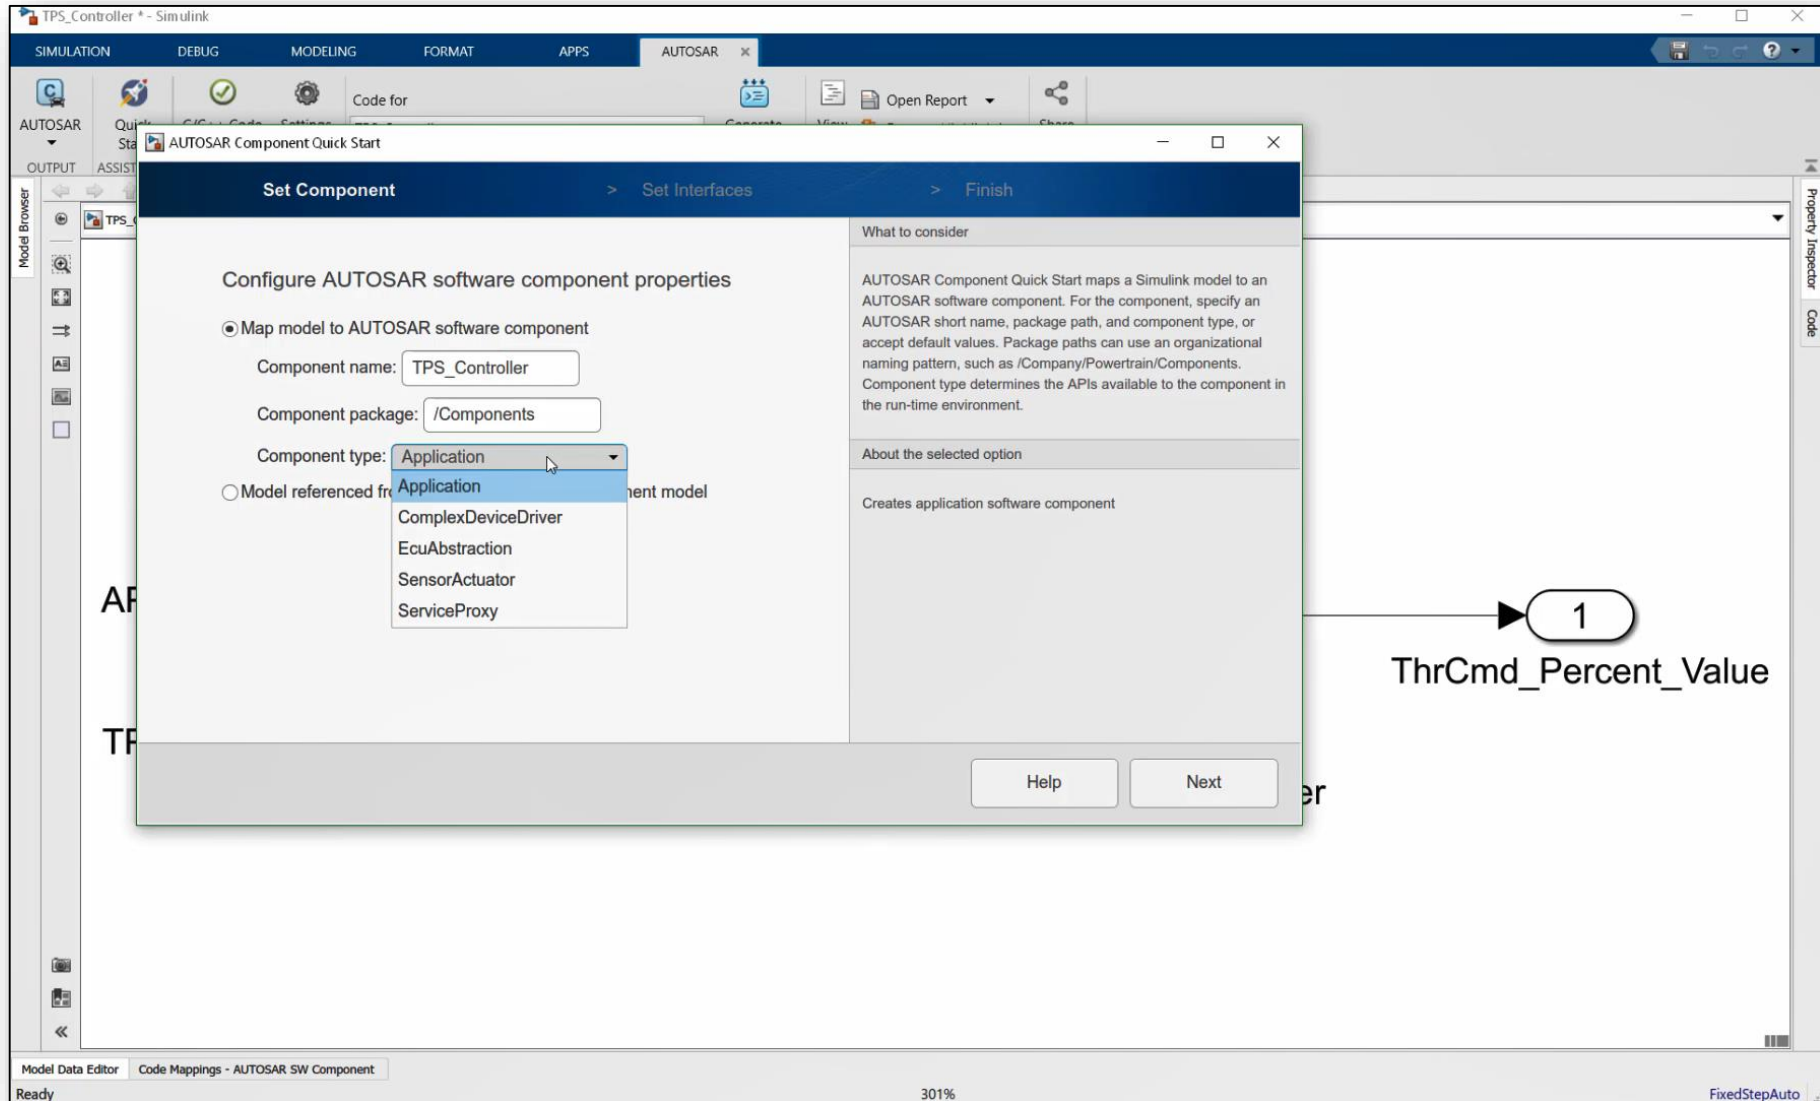 TPS_Controller * - Simulink
SIMULATION
DEBUG
MODELING
FORMAT
APPS
AUTOSAR
AUTOSAR
Code for
Open Report
OUTPUT
AUTOSAR Component Quick Start
Set Component
>
Set Interfaces
>
Finish
Model Browser
Property Inspector
Code
Configure AUTOSAR software component properties
Map model to AUTOSAR software component
Component name:
TPS_Controller
Component package:
/Components
Component type:
Application
Application
ComplexDeviceDriver
EcuAbstraction
SensorActuator
ServiceProxy
Model referenced
model
What to consider
AUTOSAR Component Quick Start maps a Simulink model to an
AUTOSAR software component. For the component, specify an
AUTOSAR short name, package path, and component type, or
accept default values. Package paths can use an organizational
naming pattern, such as /Company/Powertrain/Components.
Component type determines the APIs available to the component in
the run-time environment.
About the selected option
Creates application software component
Help
Next
1
ThrCmd_Percent_Value
Model Data Editor
Code Mappings - AUTOSAR SW Component
Ready
301%
FixedStepAuto